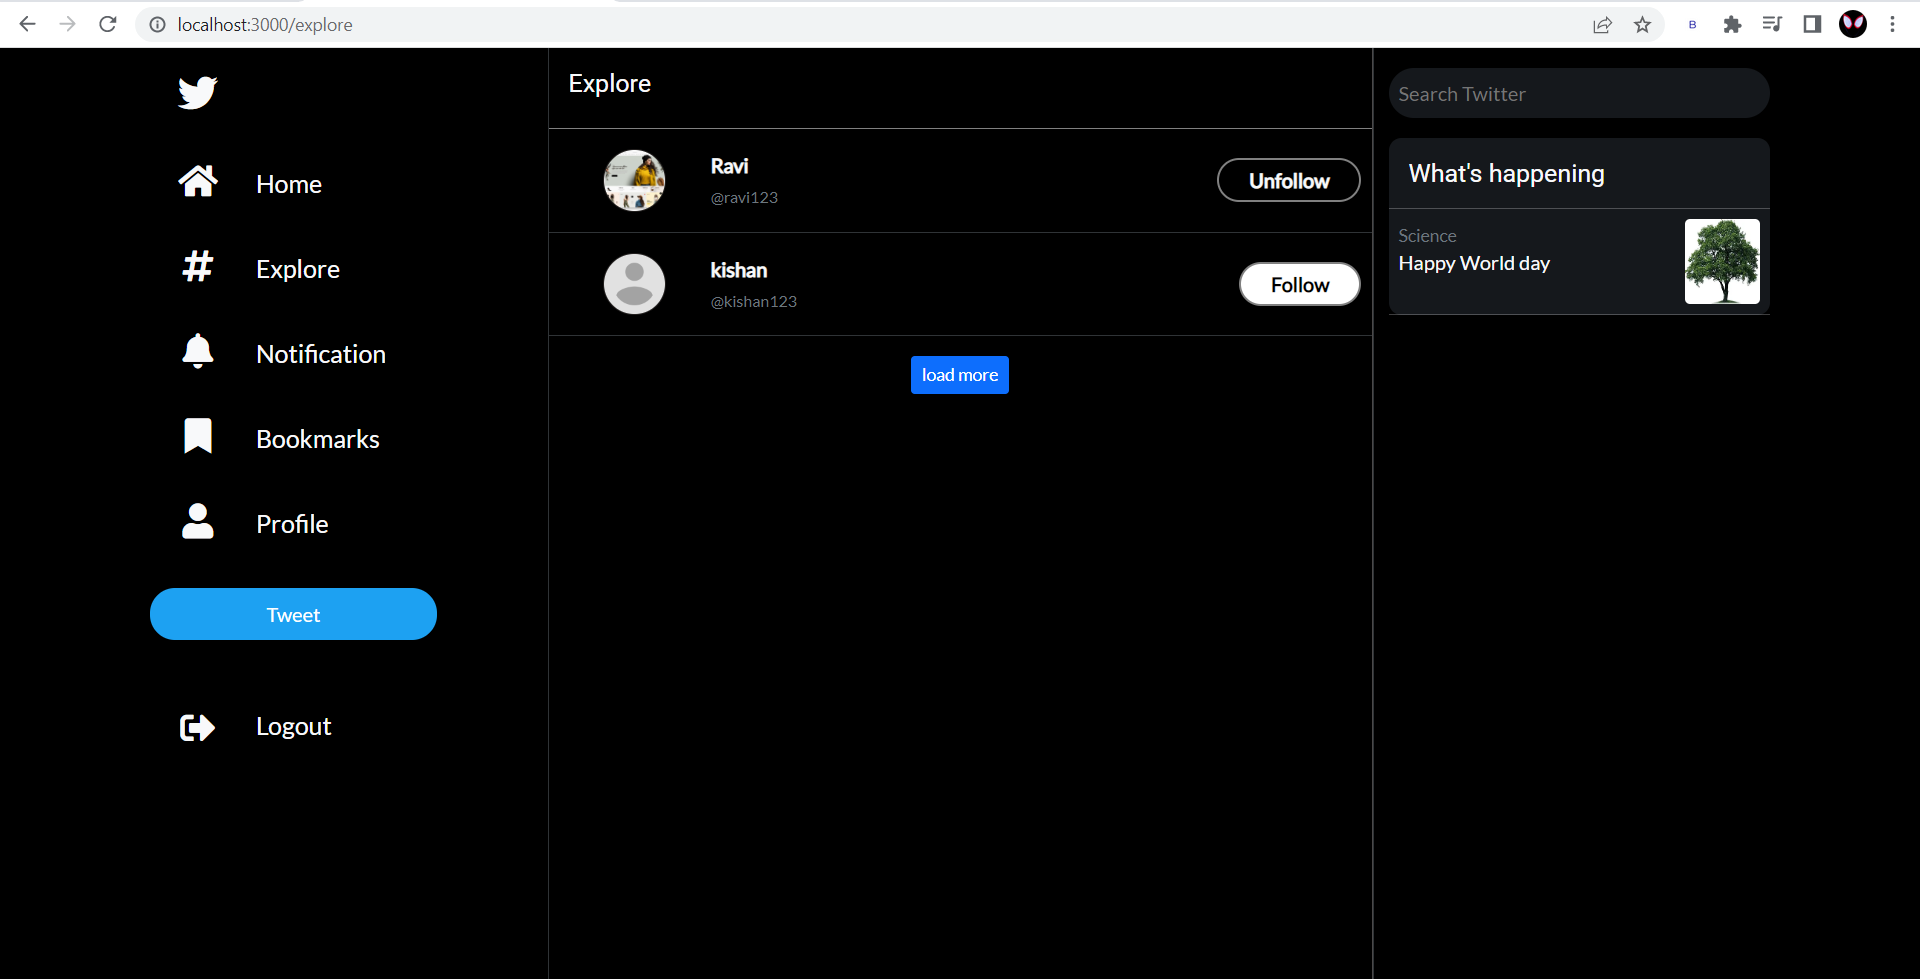 localhost:3000/explore
B
Home
Explore
Notification
Bookmarks
Profile
Tweet
Logout
Explore
Ravi
@ravi123
Unfollow
kishan
@kishan123
Follow
load more
Search Twitter
What's happening
Science
Happy World day